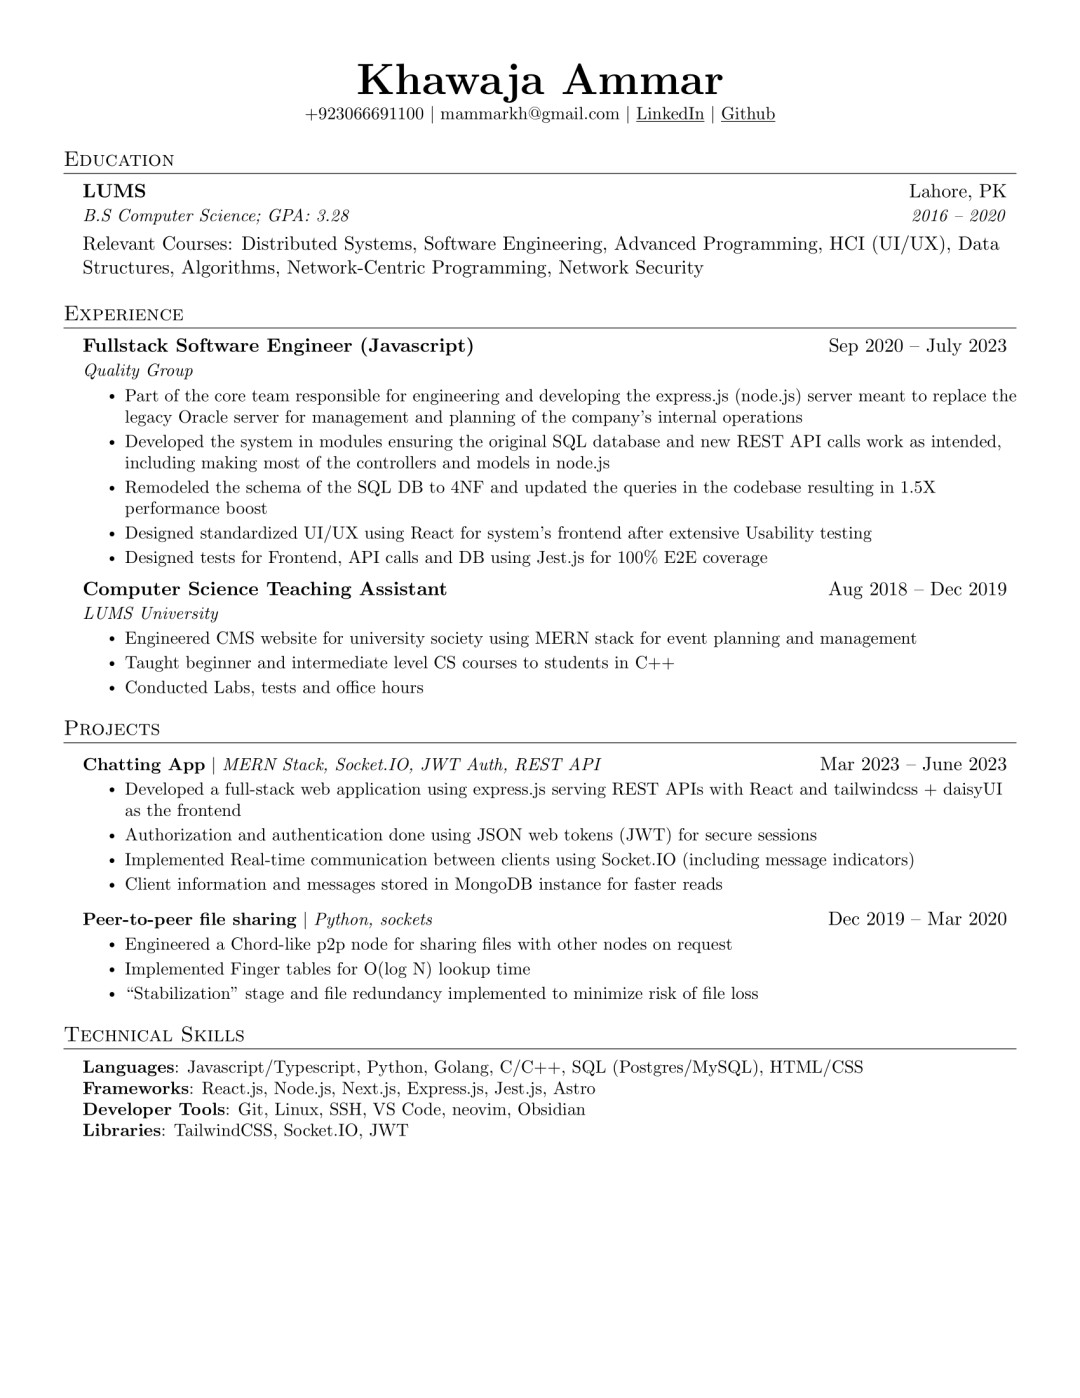 Khawaja Ammar
+923066691100 | mammarkh@gmail.com | LinkedIn | Github
Education
LUMS Lahore, PK
B.S Computer Science; GPA: 3.28 2016 – 2020
Relevant Courses: Distributed Systems, Software Engineering, Advanced Programming, HCI (UI/UX), Data
Structures, Algorithms, Network-Centric Programming, Network Security
Experience
Fullstack Software Engineer (Javascript) Sep 2020 – July 2023
Quality Group
• Part of the core team responsible for engineering and developing the express.js (node.js) server meant to replace the
legacy Oracle server for management and planning of the company's internal operations
• Developed the system in modules ensuring the original SQL database and new REST API calls work as intended,
including making most of the controllers and models in node.js
• Remodeled the schema of the SQL DB to 4NF and updated the queries in the codebase resulting in 1.5X
performance boost
• Designed standardized UI/UX using React for system's frontend after extensive Usability testing
• Designed tests for Frontend, API calls and DB using Jest.js for 100% E2E coverage
Computer Science Teaching Assistant Aug 2018 – Dec 2019
LUMS University
• Engineered CMS website for university society using MERN stack for event planning and management
• Taught beginner and intermediate level CS courses to students in C++
• Conducted Labs, tests and office hours
Projects
Chatting App | MERN Stack, Socket.IO, JWT Auth, REST API Mar 2023 – June 2023
• Developed a full-stack web application using express.js serving REST APIs with React and tailwindcss + daisyUI
as the frontend
• Authorization and authentication done using JSON web tokens (JWT) for secure sessions
• Implemented Real-time communication between clients using Socket.IO (including message indicators)
• Client information and messages stored in MongoDB instance for faster reads
Peer-to-peer file sharing | Python, sockets Dec 2019 – Mar 2020
• Engineered a Chord-like p2p node for sharing files with other nodes on request
• Implemented Finger tables for O(log N) lookup time
• “Stabilization” stage and file redundancy implemented to minimize risk of file loss
Technical Skills
Languages: Javascript/Typescript, Python, Golang, C/C++, SQL (Postgres/MySQL), HTML/CSS
Frameworks: React.js, Node.js, Next.js, Express.js, Jest.js, Astro
Developer Tools: Git, Linux, SSH, VS Code, neovim, Obsidian
Libraries: TailwindCSS, Socket.IO, JWT